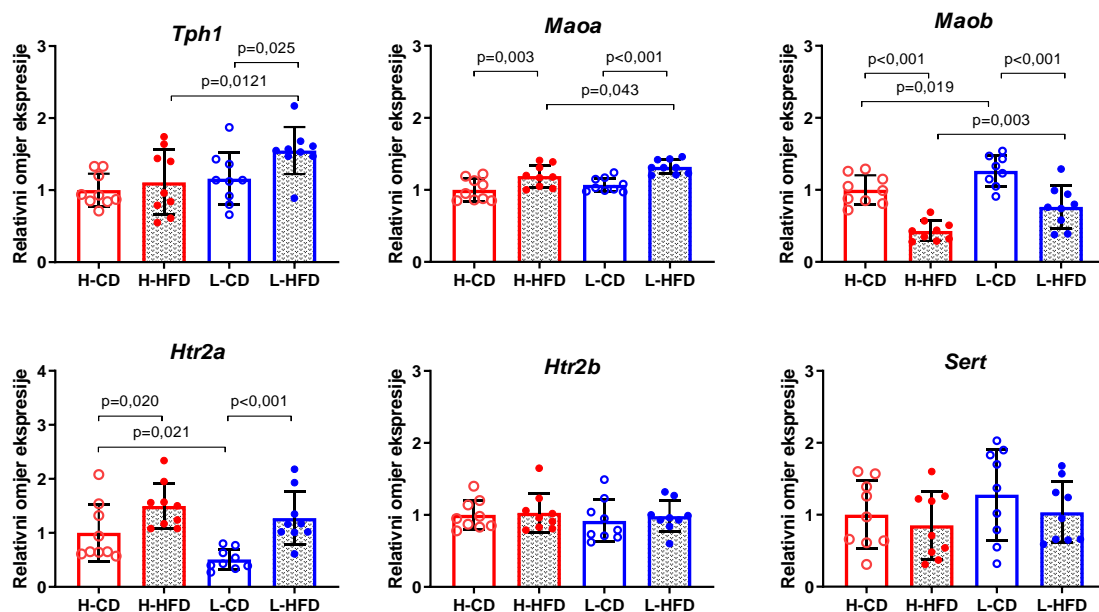 Tph1
Relativni omjer ekspresije
3
2
1
0
p=0,025
p=0,0121
H-CD H-HFD L-CD L-HFD
Maoa
Relativni omjer ekspresije
3
2
1
0
p=0,003 p<0,001
p=0,043
H-CD H-HFD L-CD L-HFD
Maob
Relativni omjer ekspresije
3
2
1
0
p<0,001 p<0,001
p=0,019
p=0,003
H-CD H-HFD L-CD L-HFD
Htr2a
Relativni omjer ekspresije
4
3
2
1
0
p=0,020 p<0,001
p=0,021
H-CD H-HFD L-CD L-HFD
Htr2b
Relativni omjer ekspresije
3
2
1
0
H-CD H-HFD L-CD L-HFD
Sert
Relativni omjer ekspresije
3
2
1
0
H-CD H-HFD L-CD L-HFD